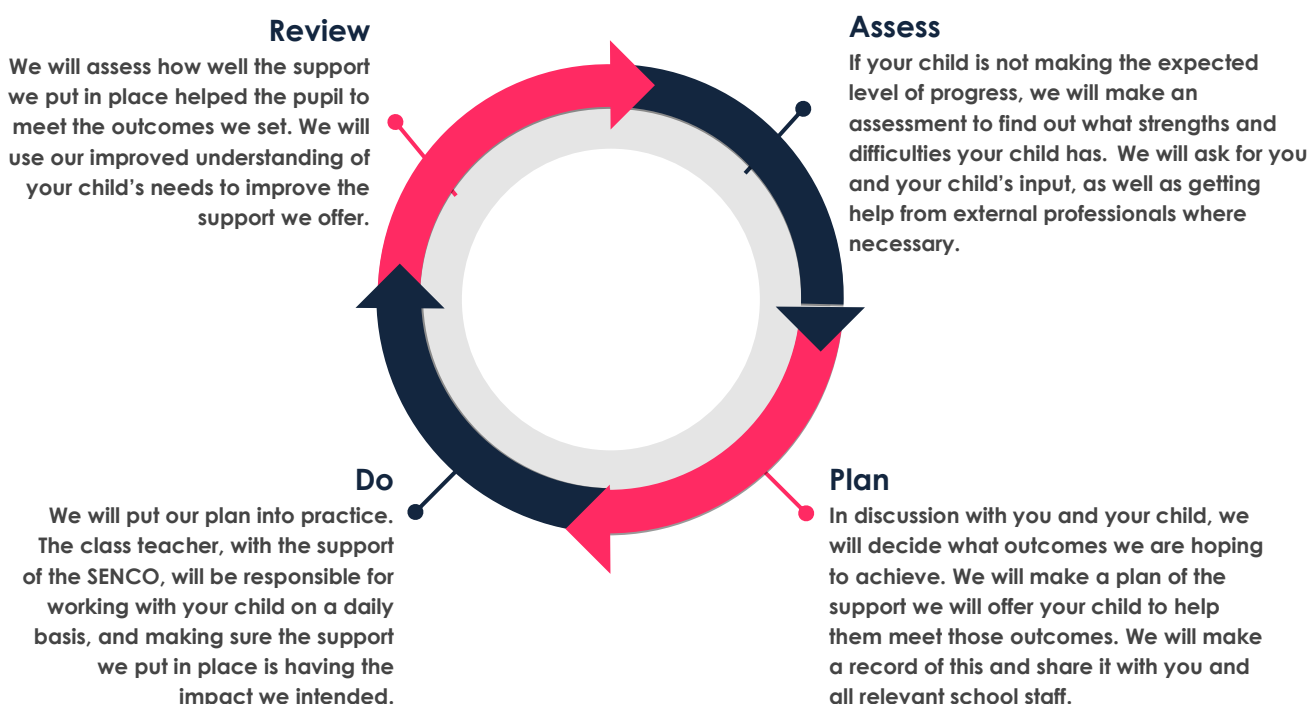 Review
We will assess how well the support
we put in place helped the pupil to
meet the outcomes we set. We will
use our improved understanding of
your child's needs to improve the
support we offer.
Assess
If your child is not making the expected
level of progress, we will make an
assessment to find out what strengths and
difficulties your child has. We will ask for you
and your child's input, as well as getting
help from external professionals where
necessary.
Do
We will put our plan into practice.
The class teacher, with the support
of the SENCO, will be responsible for
working with your child on a daily
basis, and making sure the support
we put in place is having the
impact we intended.
Plan
In discussion with you and your child, we
will decide what outcomes we are hoping
to achieve. We will make a plan of the
support we will offer your child to help
them meet those outcomes. We will make
a record of this and share it with you and
all relevant school staff.